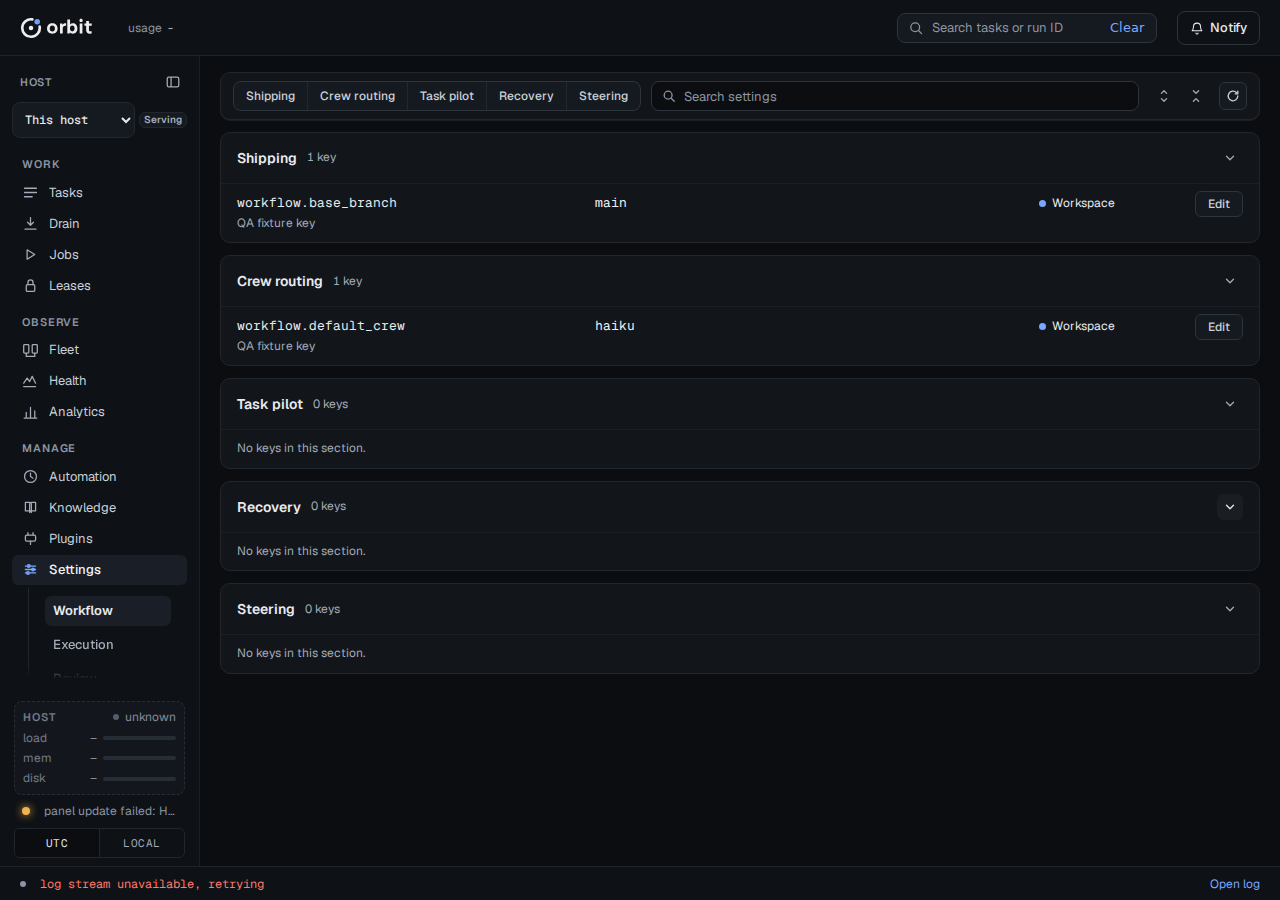 orbit
usage -
Search tasks or run ID
Clear
Notify
HOST
This host
Serving
WORK
Tasks
Drain
Jobs
Leases
OBSERVE
Fleet
Health
Analytics
MANAGE
Automation
Knowledge
Plugins
Settings
Workflow
Execution
Review
HOST
unknown
load –
mem –
disk –
panel update failed: H…
UTC
LOCAL
Shipping
Crew routing
Task pilot
Recovery
Steering
Search settings
Shipping 1 key
workflow.base_branch
main
Workspace
Edit
QA fixture key
Crew routing 1 key
workflow.default_crew
haiku
Workspace
Edit
QA fixture key
Task pilot 0 keys
No keys in this section.
Recovery 0 keys
No keys in this section.
Steering 0 keys
No keys in this section.
log stream unavailable, retrying
Open log